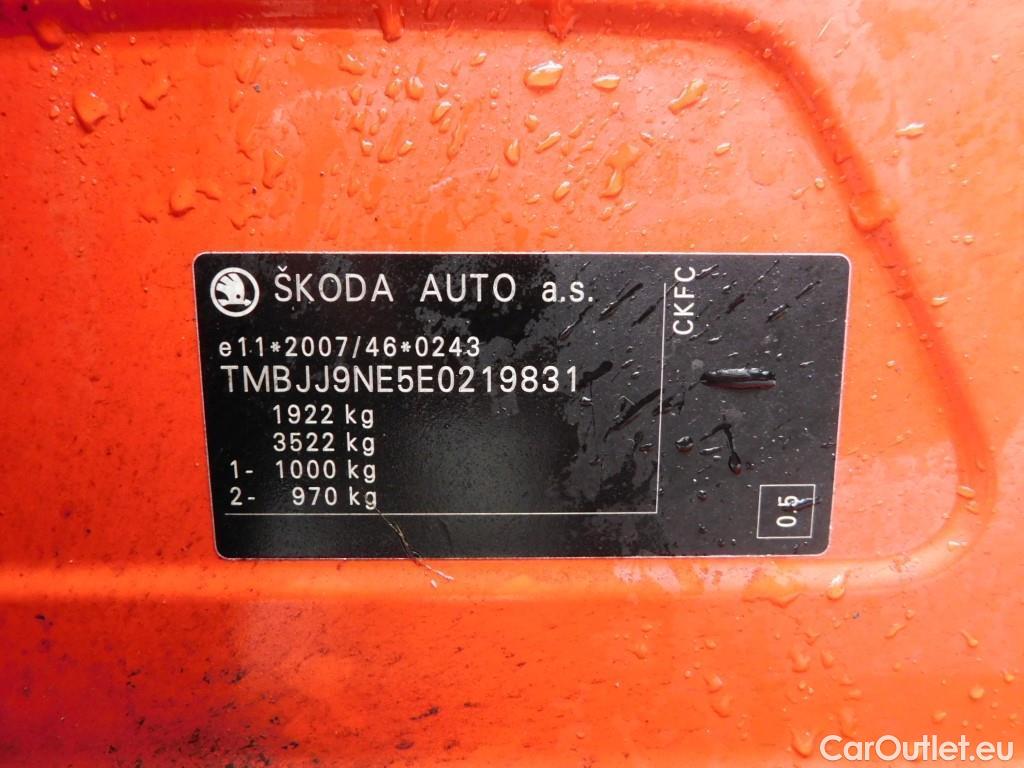 ŠKODA AUTO a.s.
e11*2007/46*0243
TMBJJ9NE5E0219831
1922 kg
3522 kg
1- 1000 kg
2- 970 kg
CKFC
0.5
CarOutlet.eu